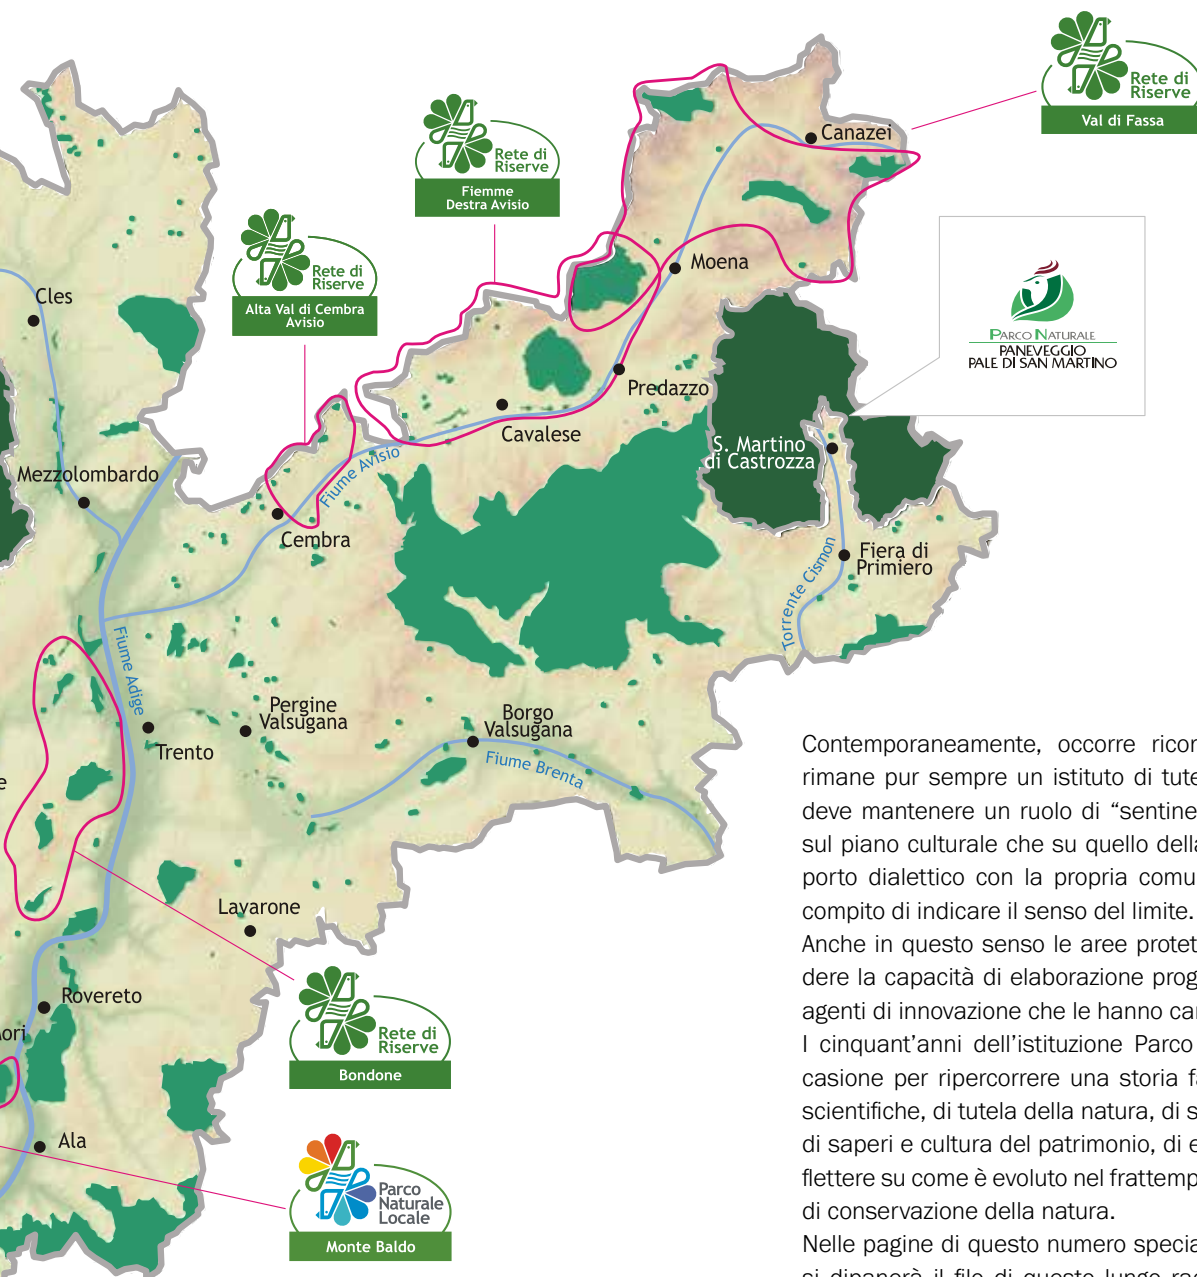 Rete di
Riserve
Val di Fassa
Rete di
Riserve
Fiemme
Destra Avisio
Rete di
Riserve
Alta Val di Cembra
Avisio
Canazei
Moena
Cles
PARCO NATURALE
PANEVEGGIO
PALE DI SAN MARTINO
Predazzo
Cavalese
S. Martino
di Castrozza
Fiume Avisio
Mezzolombardo
Cembra
Fiera di
Primiero
Torrente Cismon
Fiume Adige
Pergine
Valsugana
Trento
Borgo
Valsugana
Fiume Brenta
Lavarone
Rovereto
ori
Ala
Rete di
Riserve
Bondone
Parco
Naturale
Locale
Monte Baldo
Contemporaneamente, occorre ricor
rimane pur sempre un istituto di tute
deve mantenere un ruolo di “sentine
sul piano culturale che su quello della
porto dialettico con la propria comu
compito di indicare il senso del limite.
Anche in questo senso le aree protet
dere la capacità di elaborazione prog
agenti di innovazione che le hanno car
I cinquant’anni dell’istituzione Parco
casione per ripercorrere una storia fa
scientifiche, di tutela della natura, di s
di saperi e cultura del patrimonio, di e
flettere su come è evoluto nel frattemp
di conservazione della natura.
Nelle pagine di questo numero specia